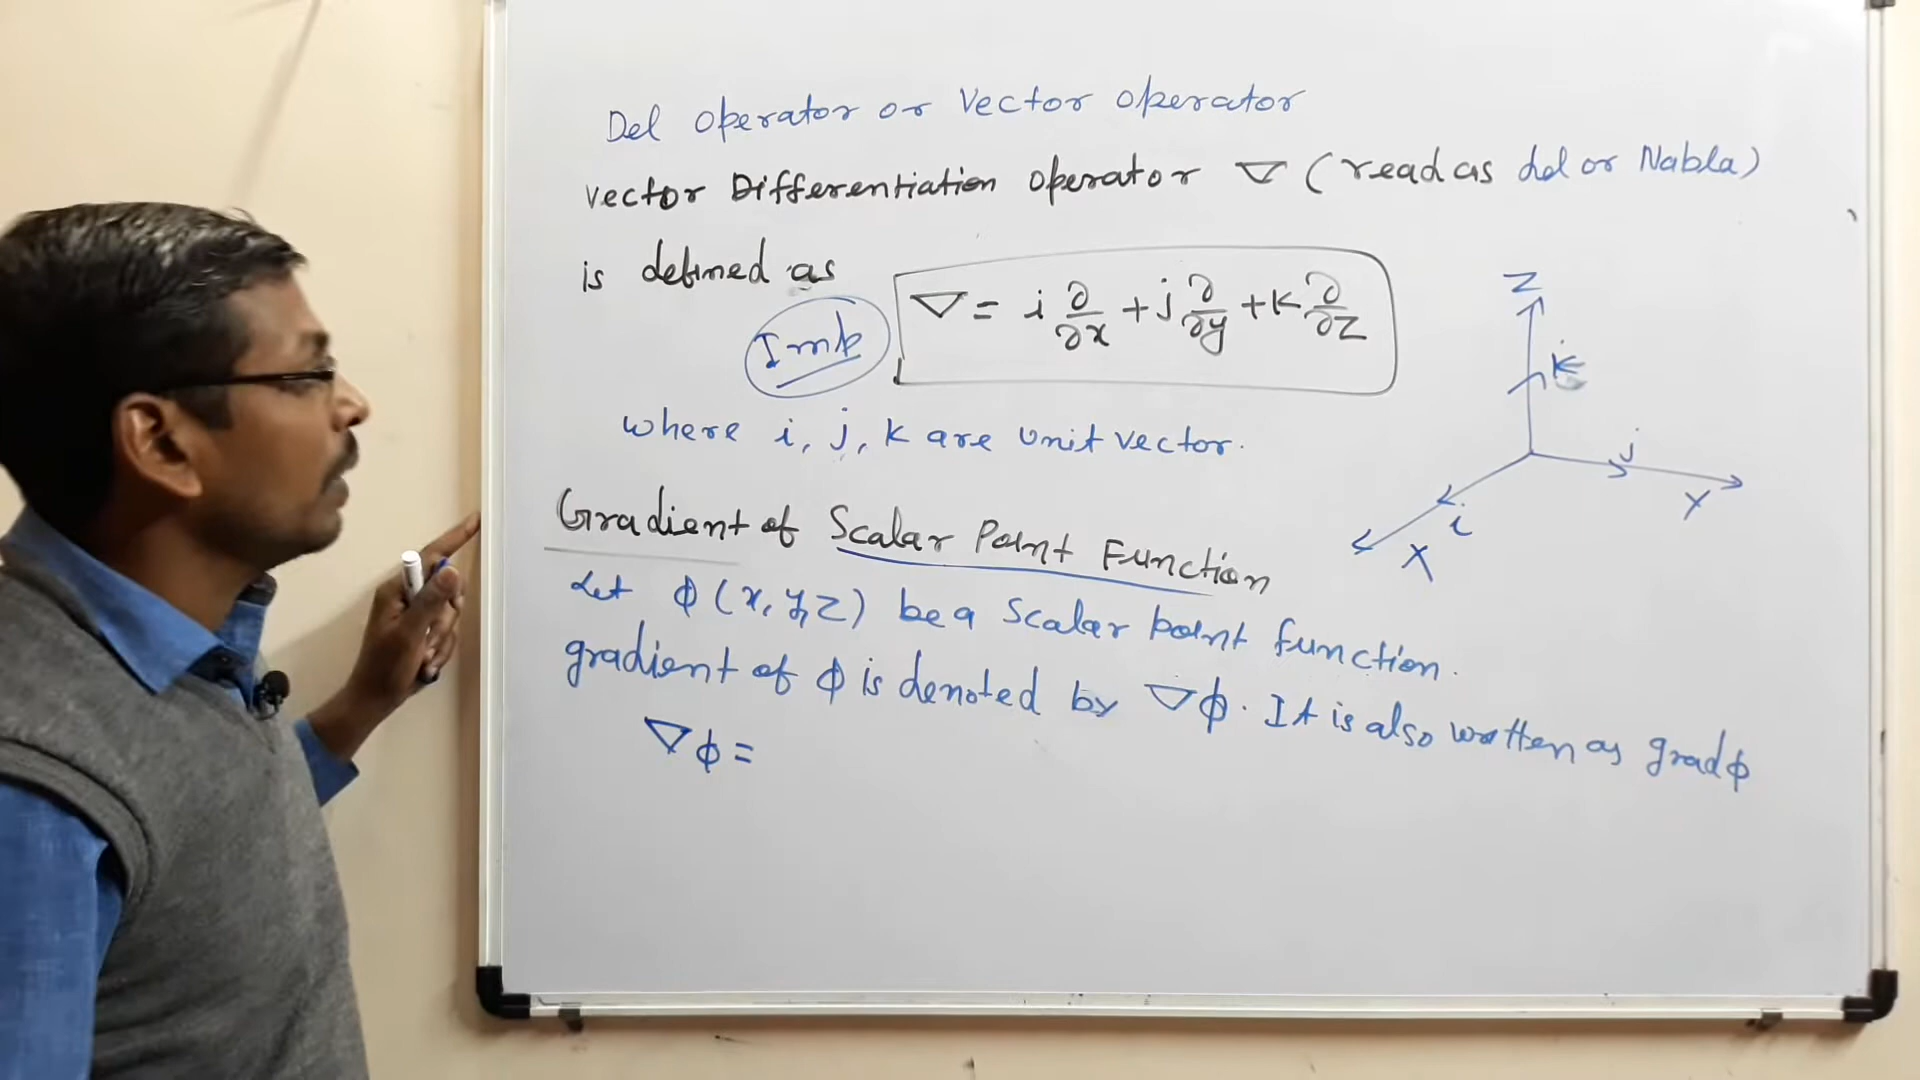 Del operator or Vector operator
Vector Differentiation operator ∇ (read as del or Nabla)
is defined as
Imp
∇ = i ∂/∂x + j ∂/∂y + k ∂/∂z
where i, j, k are unit vector.
Z
k
j
Y
i
X
Gradient of Scalar Point Function
Let φ(x, y, z) be a Scalar point function.
gradient of φ is denoted by ∇φ. It is also written as grad φ
∇φ =